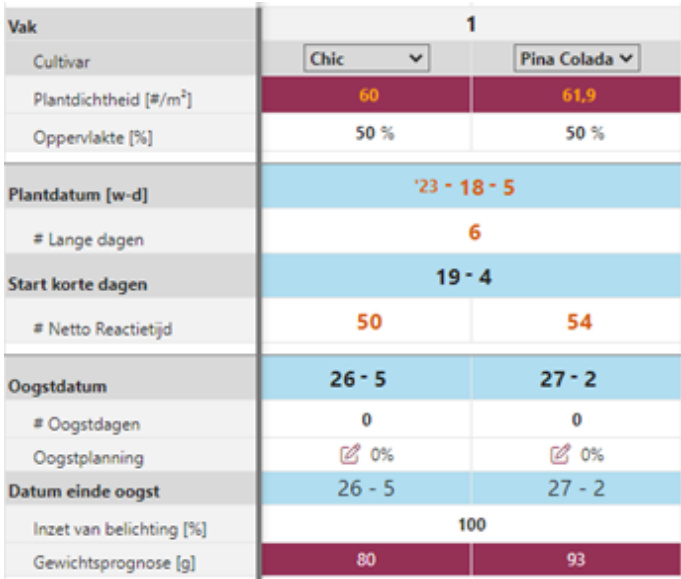 Vak 1
Cultivar Chic Pina Colada
Plantdichtheid [#/m²] 60 61,9
Oppervlakte [%] 50 % 50 %
Plantdatum [w-d] '23 - 18 - 5
# Lange dagen 6
Start korte dagen 19 - 4
# Netto Reactietijd 50 54
Oogstdatum 26 - 5 27 - 2
# Oogstdagen 0 0
Oogstplanning 0% 0%
Datum einde oogst 26 - 5 27 - 2
Inzet van belichting [%] 100
Gewichtsprognose [g] 80 93